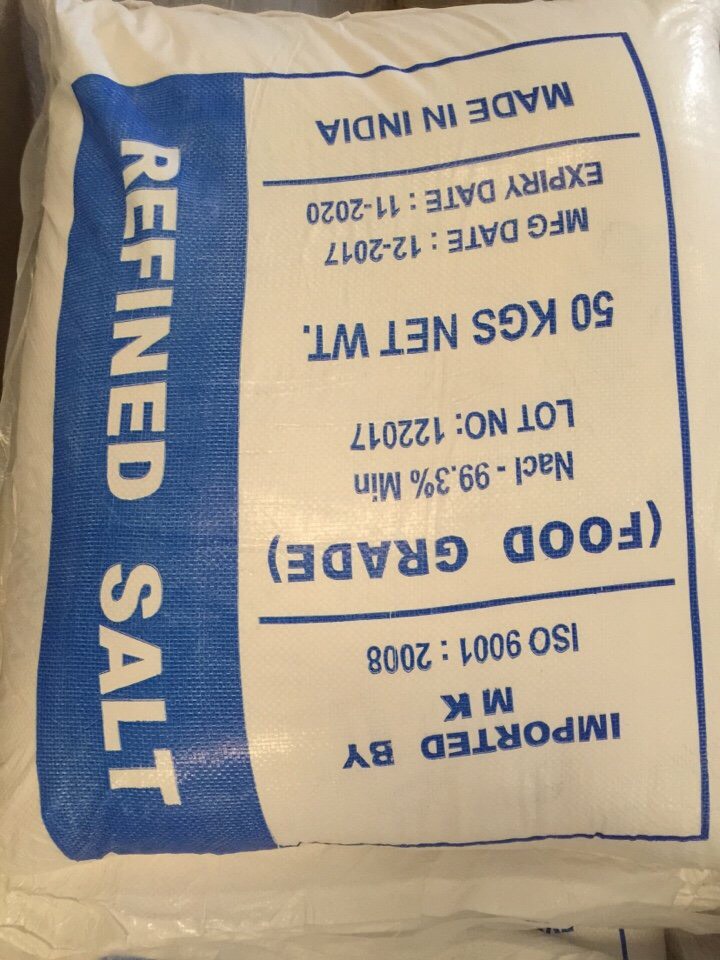 REFINED SALT
IMPORTED BY
M K
ISO 9001 : 2008
(FOOD GRADE)
Nacl - 99.3% Min
LOT NO: 122017
50 KGS NET WT.
MFG DATE : 12-2017
EXPIRY DATE : 11-2020
MADE IN INDIA